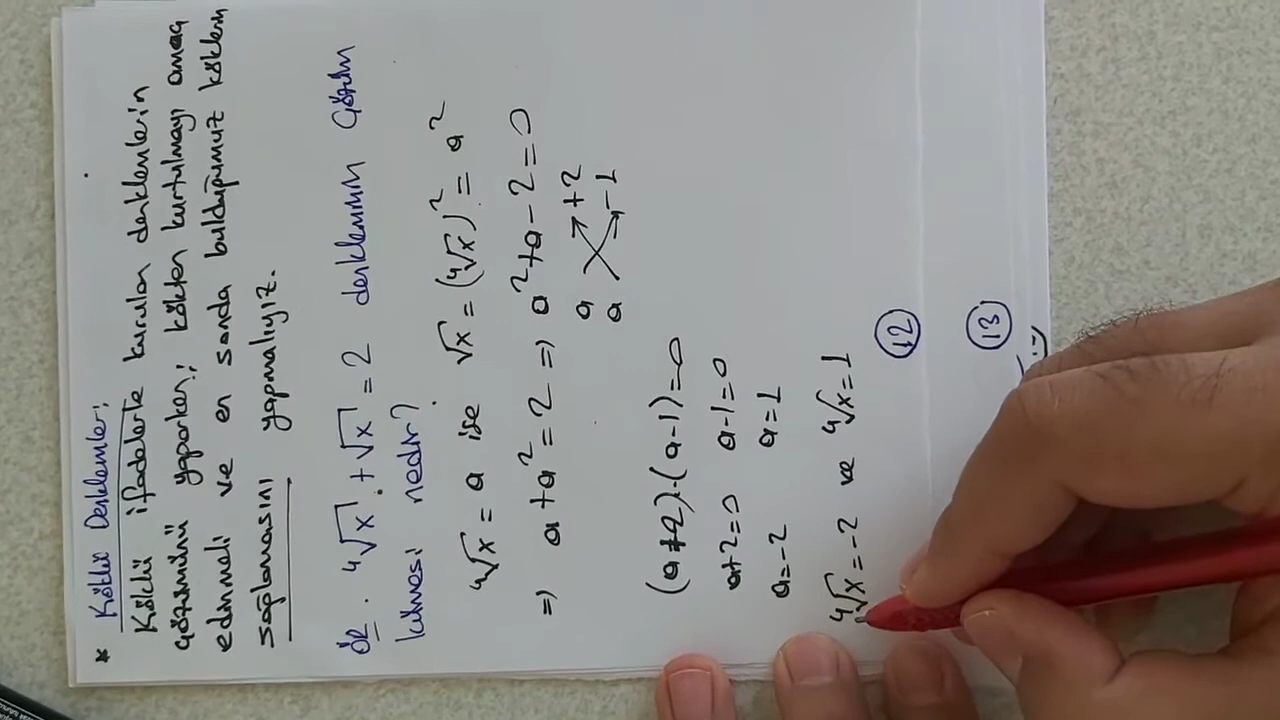 * Köklü Denklemler;
Köklü ifadelerle kurulan denklemlerin
çözümünü yaparken; kökten kurtulmayı amaç
edinmeli ve en sonda bulduğumuz köklerin
sağlamasını yapmalıyız.
ÖR. ⁴√x + √x = 2 denkleminin çözüm
kümesi nedir?
⁴√x = a ise √x = (⁴√x)² = a²
=) a + a² = 2 =) a² + a - 2 = 0
a +2
a -1
(a+2).(a-1)=0
a+2=0 a-1=0
a=-2 a=1
⁴√x=-2 ve ⁴√x=1
12
13